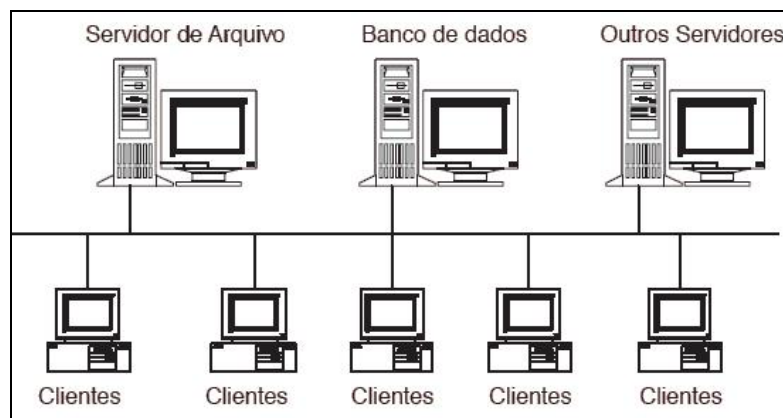 Servidor de Arquivo Banco de dados Outros Servidores
Clientes Clientes Clientes Clientes Clientes